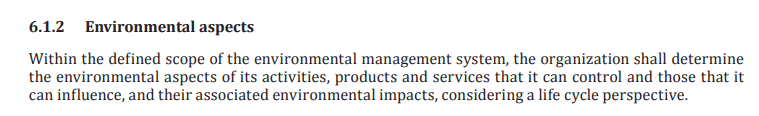 6.1.2 Environmental aspects
Within the defined scope of the environmental management system, the organization shall determine
the environmental aspects of its activities, products and services that it can control and those that it
can influence, and their associated environmental impacts, considering a life cycle perspective.